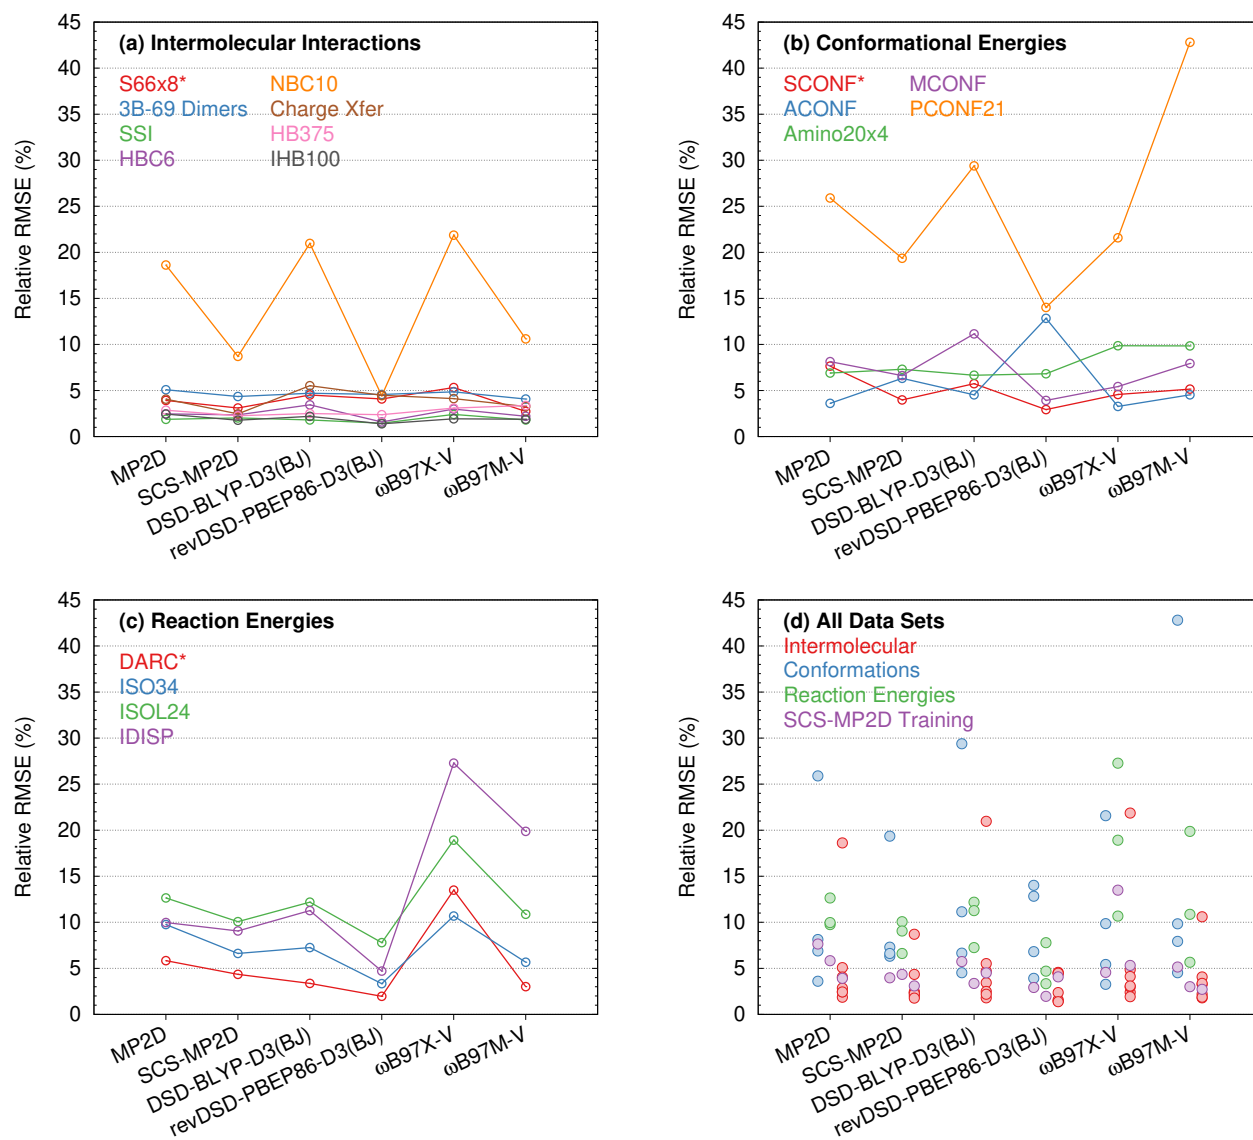 (a) Intermolecular Interactions
S66x8* NBC10
3B-69 Dimers Charge Xfer
SSI HB375
HBC6 IHB100
Relative RMSE (%)
45
40
35
30
25
20
15
10
5
0
MP2D
SCS-MP2D
DSD-BLYP-D3(BJ)
revDSD-PBEP86-D3(BJ)
ωB97X-V
ωB97M-V
(b) Conformational Energies
SCONF* MCONF
ACONF PCONF21
Amino20x4
Relative RMSE (%)
45
40
35
30
25
20
15
10
5
0
MP2D
SCS-MP2D
DSD-BLYP-D3(BJ)
revDSD-PBEP86-D3(BJ)
ωB97X-V
ωB97M-V
(c) Reaction Energies
DARC*
ISO34
ISOL24
IDISP
Relative RMSE (%)
45
40
35
30
25
20
15
10
5
0
MP2D
SCS-MP2D
DSD-BLYP-D3(BJ)
revDSD-PBEP86-D3(BJ)
ωB97X-V
ωB97M-V
(d) All Data Sets
Intermolecular
Conformations
Reaction Energies
SCS-MP2D Training
Relative RMSE (%)
45
40
35
30
25
20
15
10
5
0
MP2D
SCS-MP2D
DSD-BLYP-D3(BJ)
revDSD-PBEP86-D3(BJ)
ωB97X-V
ωB97M-V